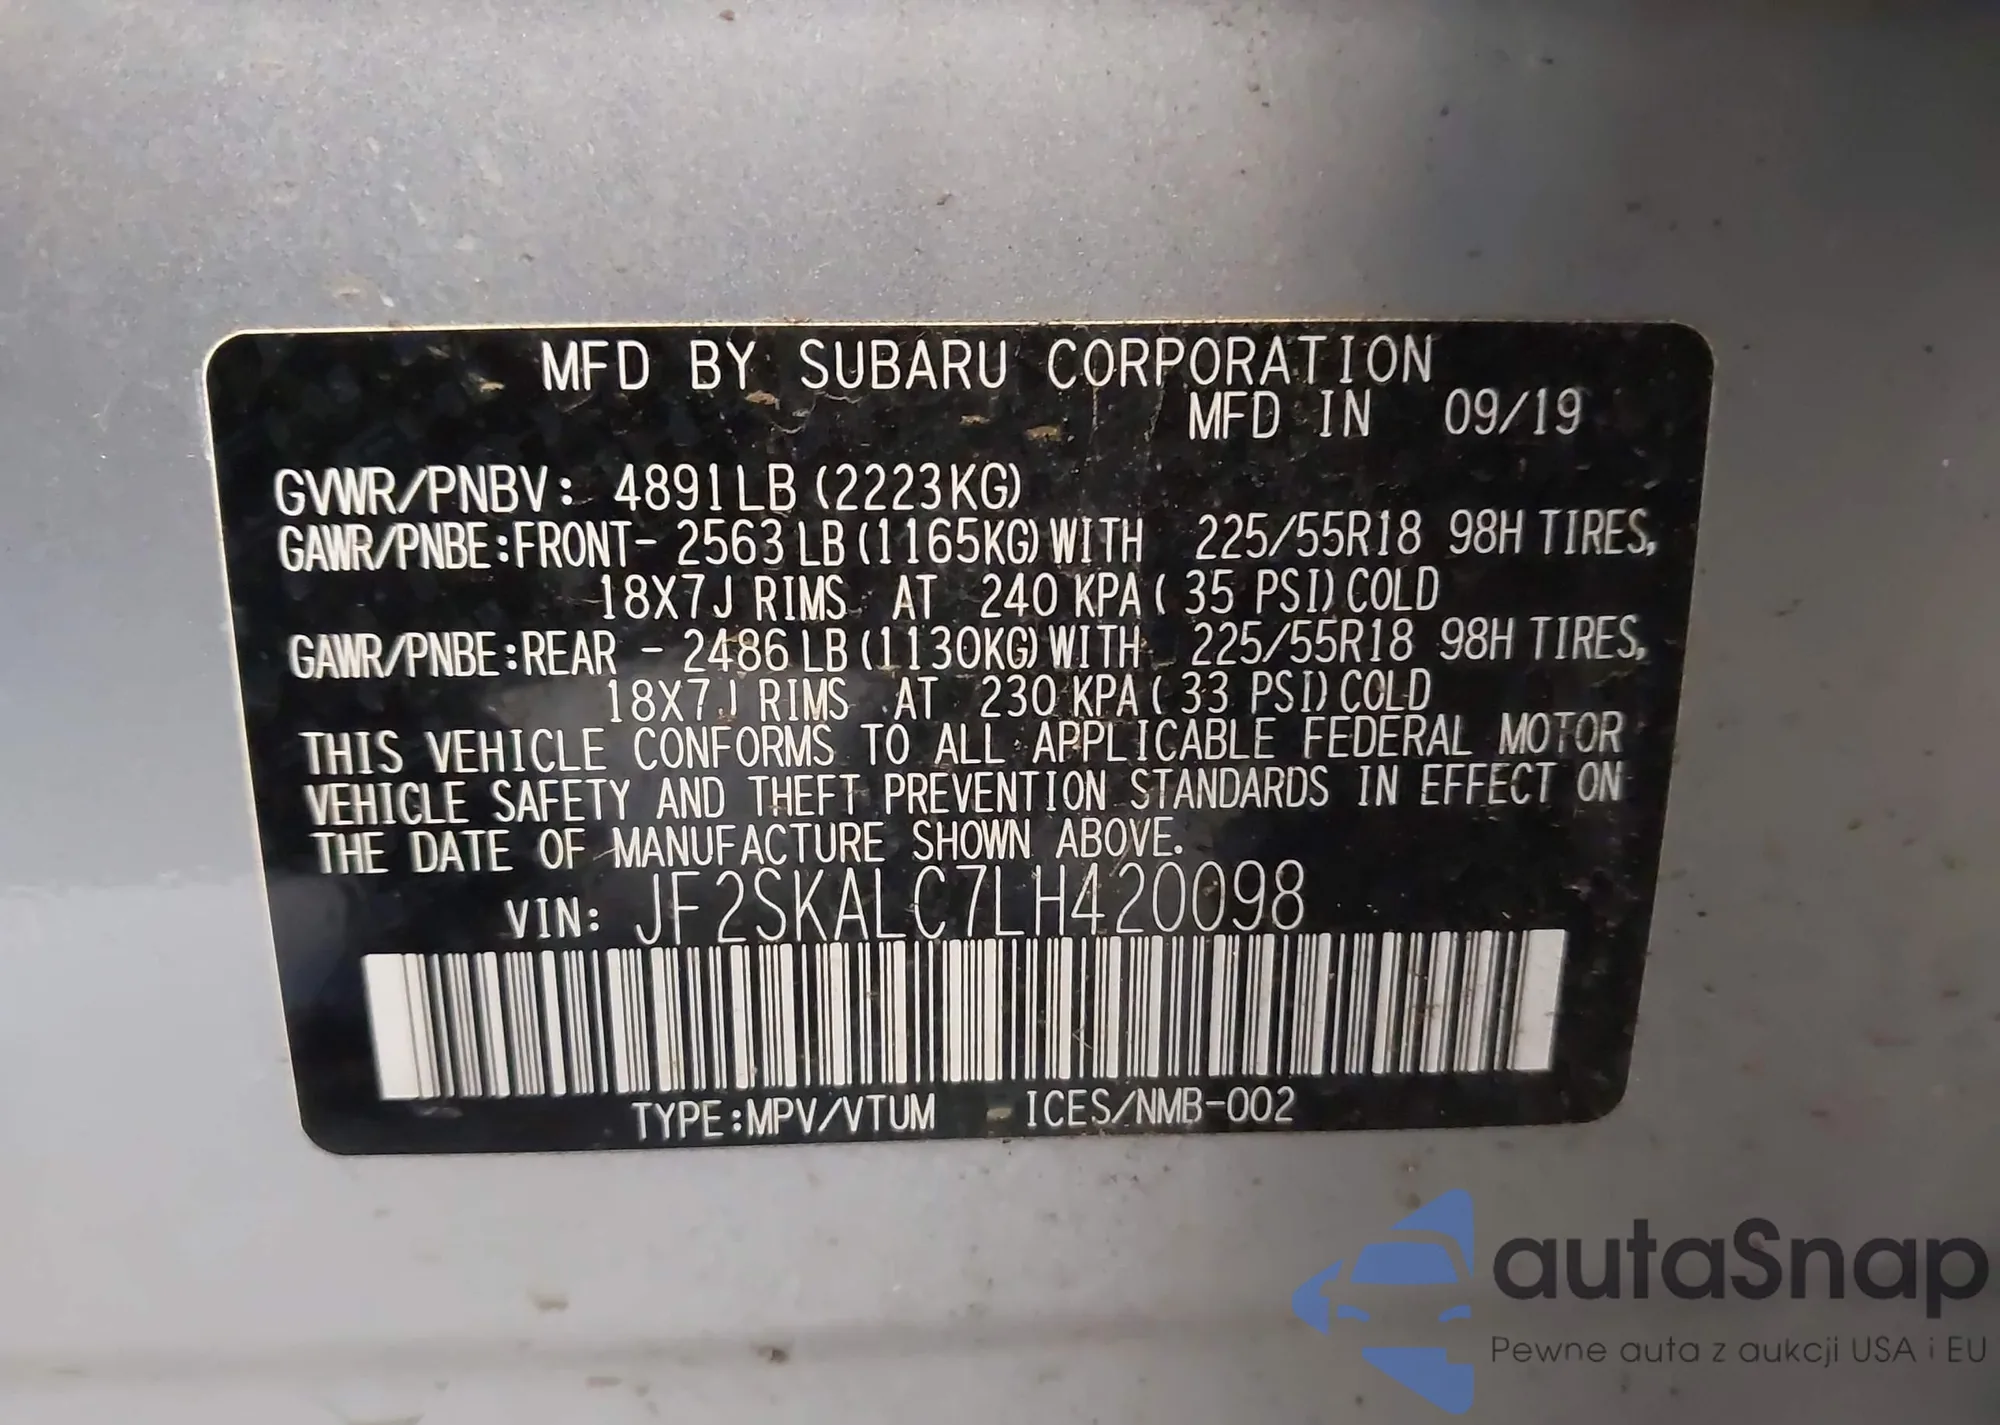 MFD BY SUBARU CORPORATION
MFD IN 09/19
GVWR/PNBV: 4891LB (2223KG)
GAWR/PNBE:FRONT- 2563LB (1165KG) WITH 225/55R18 98H TIRES,
18X7J RIMS AT 240 KPA ( 35 PSI) COLD
GAWR/PNBE:REAR - 2486LB (1130KG) WITH 225/55R18 98H TIRES,
18X7J RIMS AT 230 KPA ( 33 PSI) COLD
THIS VEHICLE CONFORMS TO ALL APPLICABLE FEDERAL MOTOR
VEHICLE SAFETY AND THEFT PREVENTION STANDARDS IN EFFECT ON
THE DATE OF MANUFACTURE SHOWN ABOVE.
VIN: JF2SKALC7LH420098
TYPE:MPV/VTUM ICES/NMB-002
autaSnap
Pewne auta z aukcji USA i EU